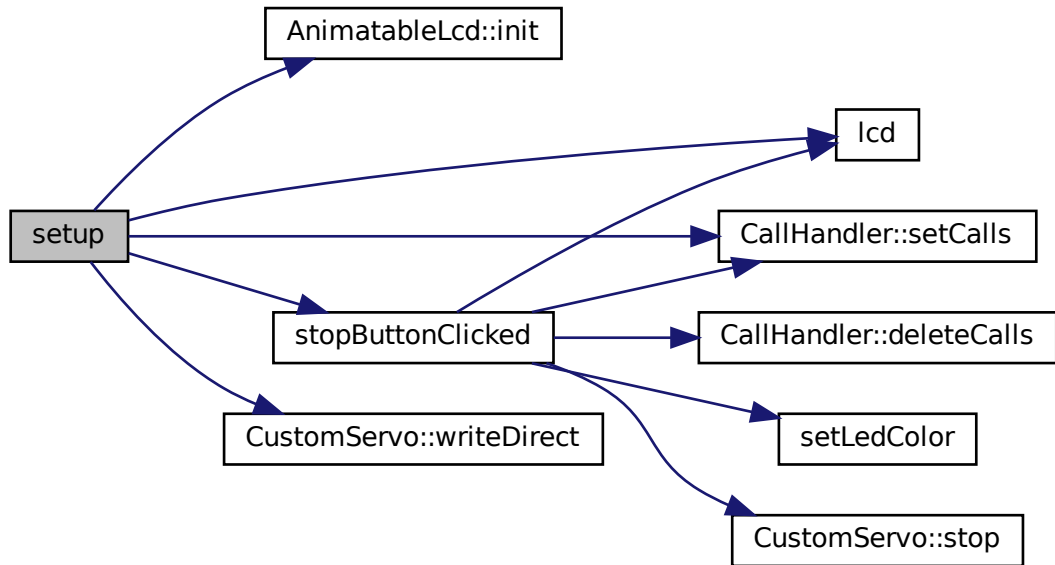 AnimatableLcd::init
lcd
setup
CallHandler::setCalls
stopButtonClicked
CallHandler::deleteCalls
CustomServo::writeDirect
setLedColor
CustomServo::stop